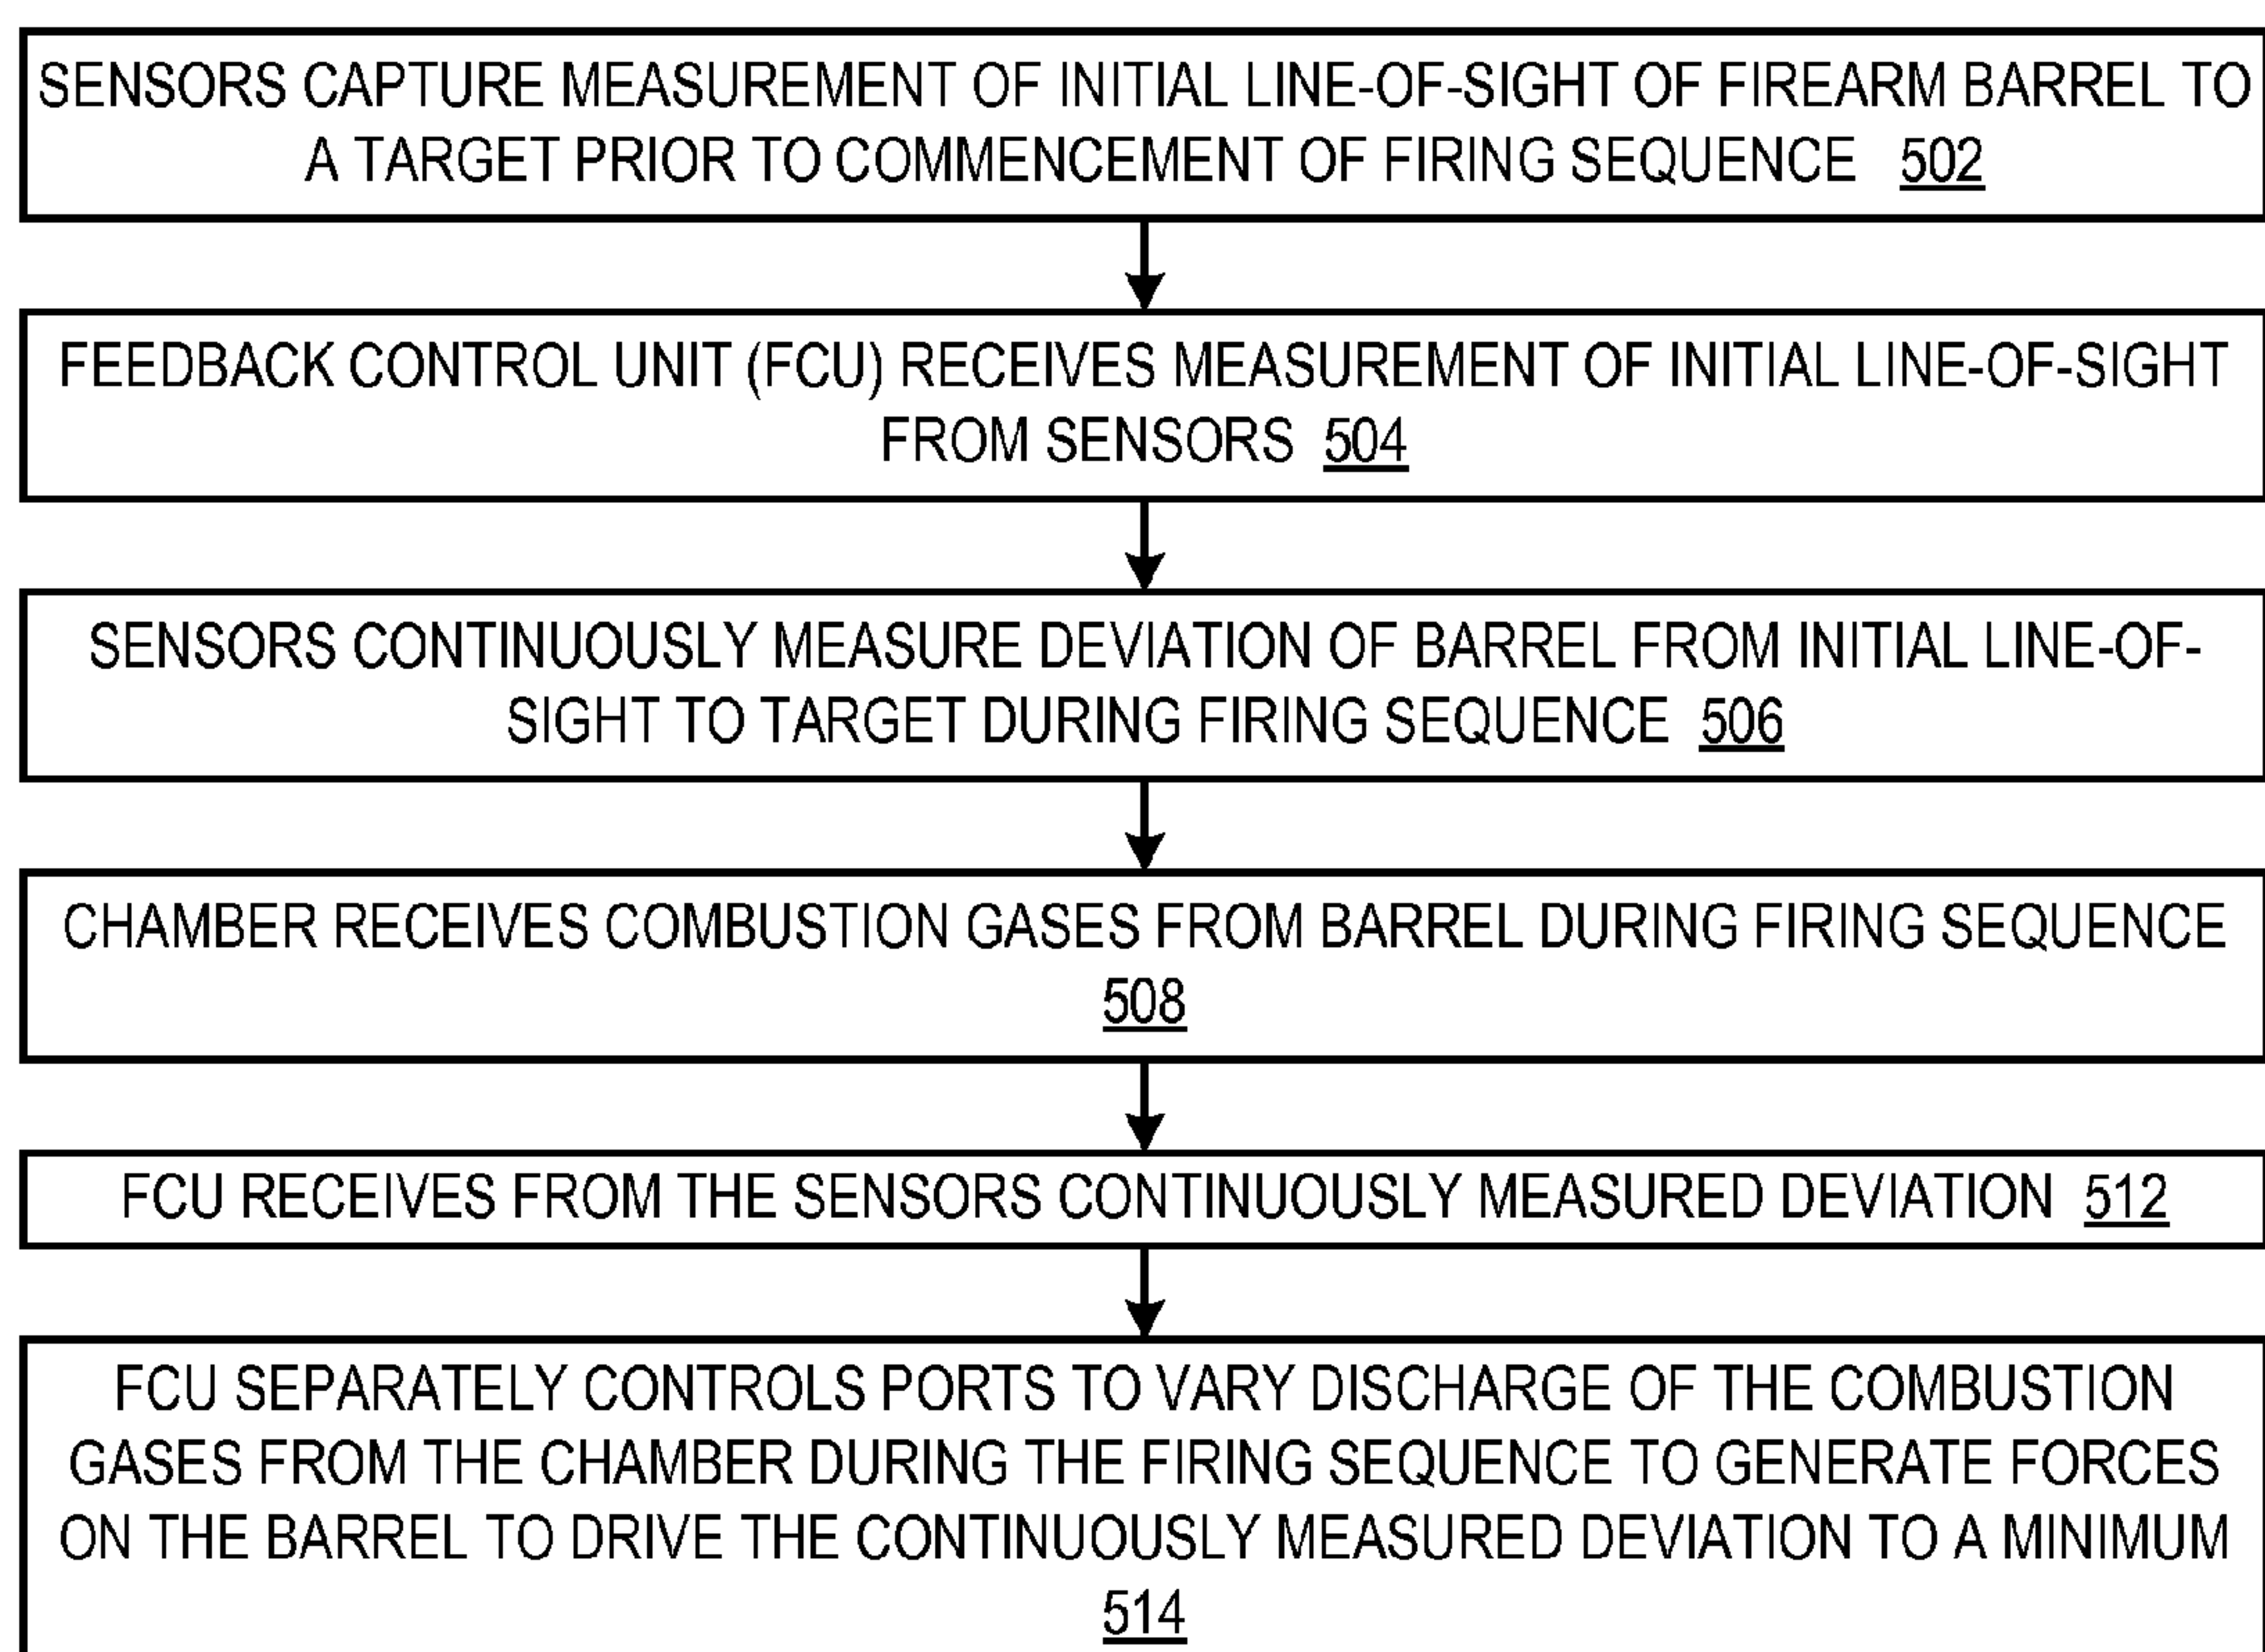 SENSORS CAPTURE MEASUREMENT OF INITIAL LINE-OF-SIGHT OF FIREARM BARREL TO
A TARGET PRIOR TO COMMENCEMENT OF FIRING SEQUENCE 502
FEEDBACK CONTROL UNIT (FCU) RECEIVES MEASUREMENT OF INITIAL LINE-OF-SIGHT
FROM SENSORS 504
SENSORS CONTINUOUSLY MEASURE DEVIATION OF BARREL FROM INITIAL LINE-OF-
SIGHT TO TARGET DURING FIRING SEQUENCE 506
CHAMBER RECEIVES COMBUSTION GASES FROM BARREL DURING FIRING SEQUENCE
508
FCU RECEIVES FROM THE SENSORS CONTINUOUSLY MEASURED DEVIATION 512
FCU SEPARATELY CONTROLS PORTS TO VARY DISCHARGE OF THE COMBUSTION
GASES FROM THE CHAMBER DURING THE FIRING SEQUENCE TO GENERATE FORCES
ON THE BARREL TO DRIVE THE CONTINUOUSLY MEASURED DEVIATION TO A MINIMUM
514